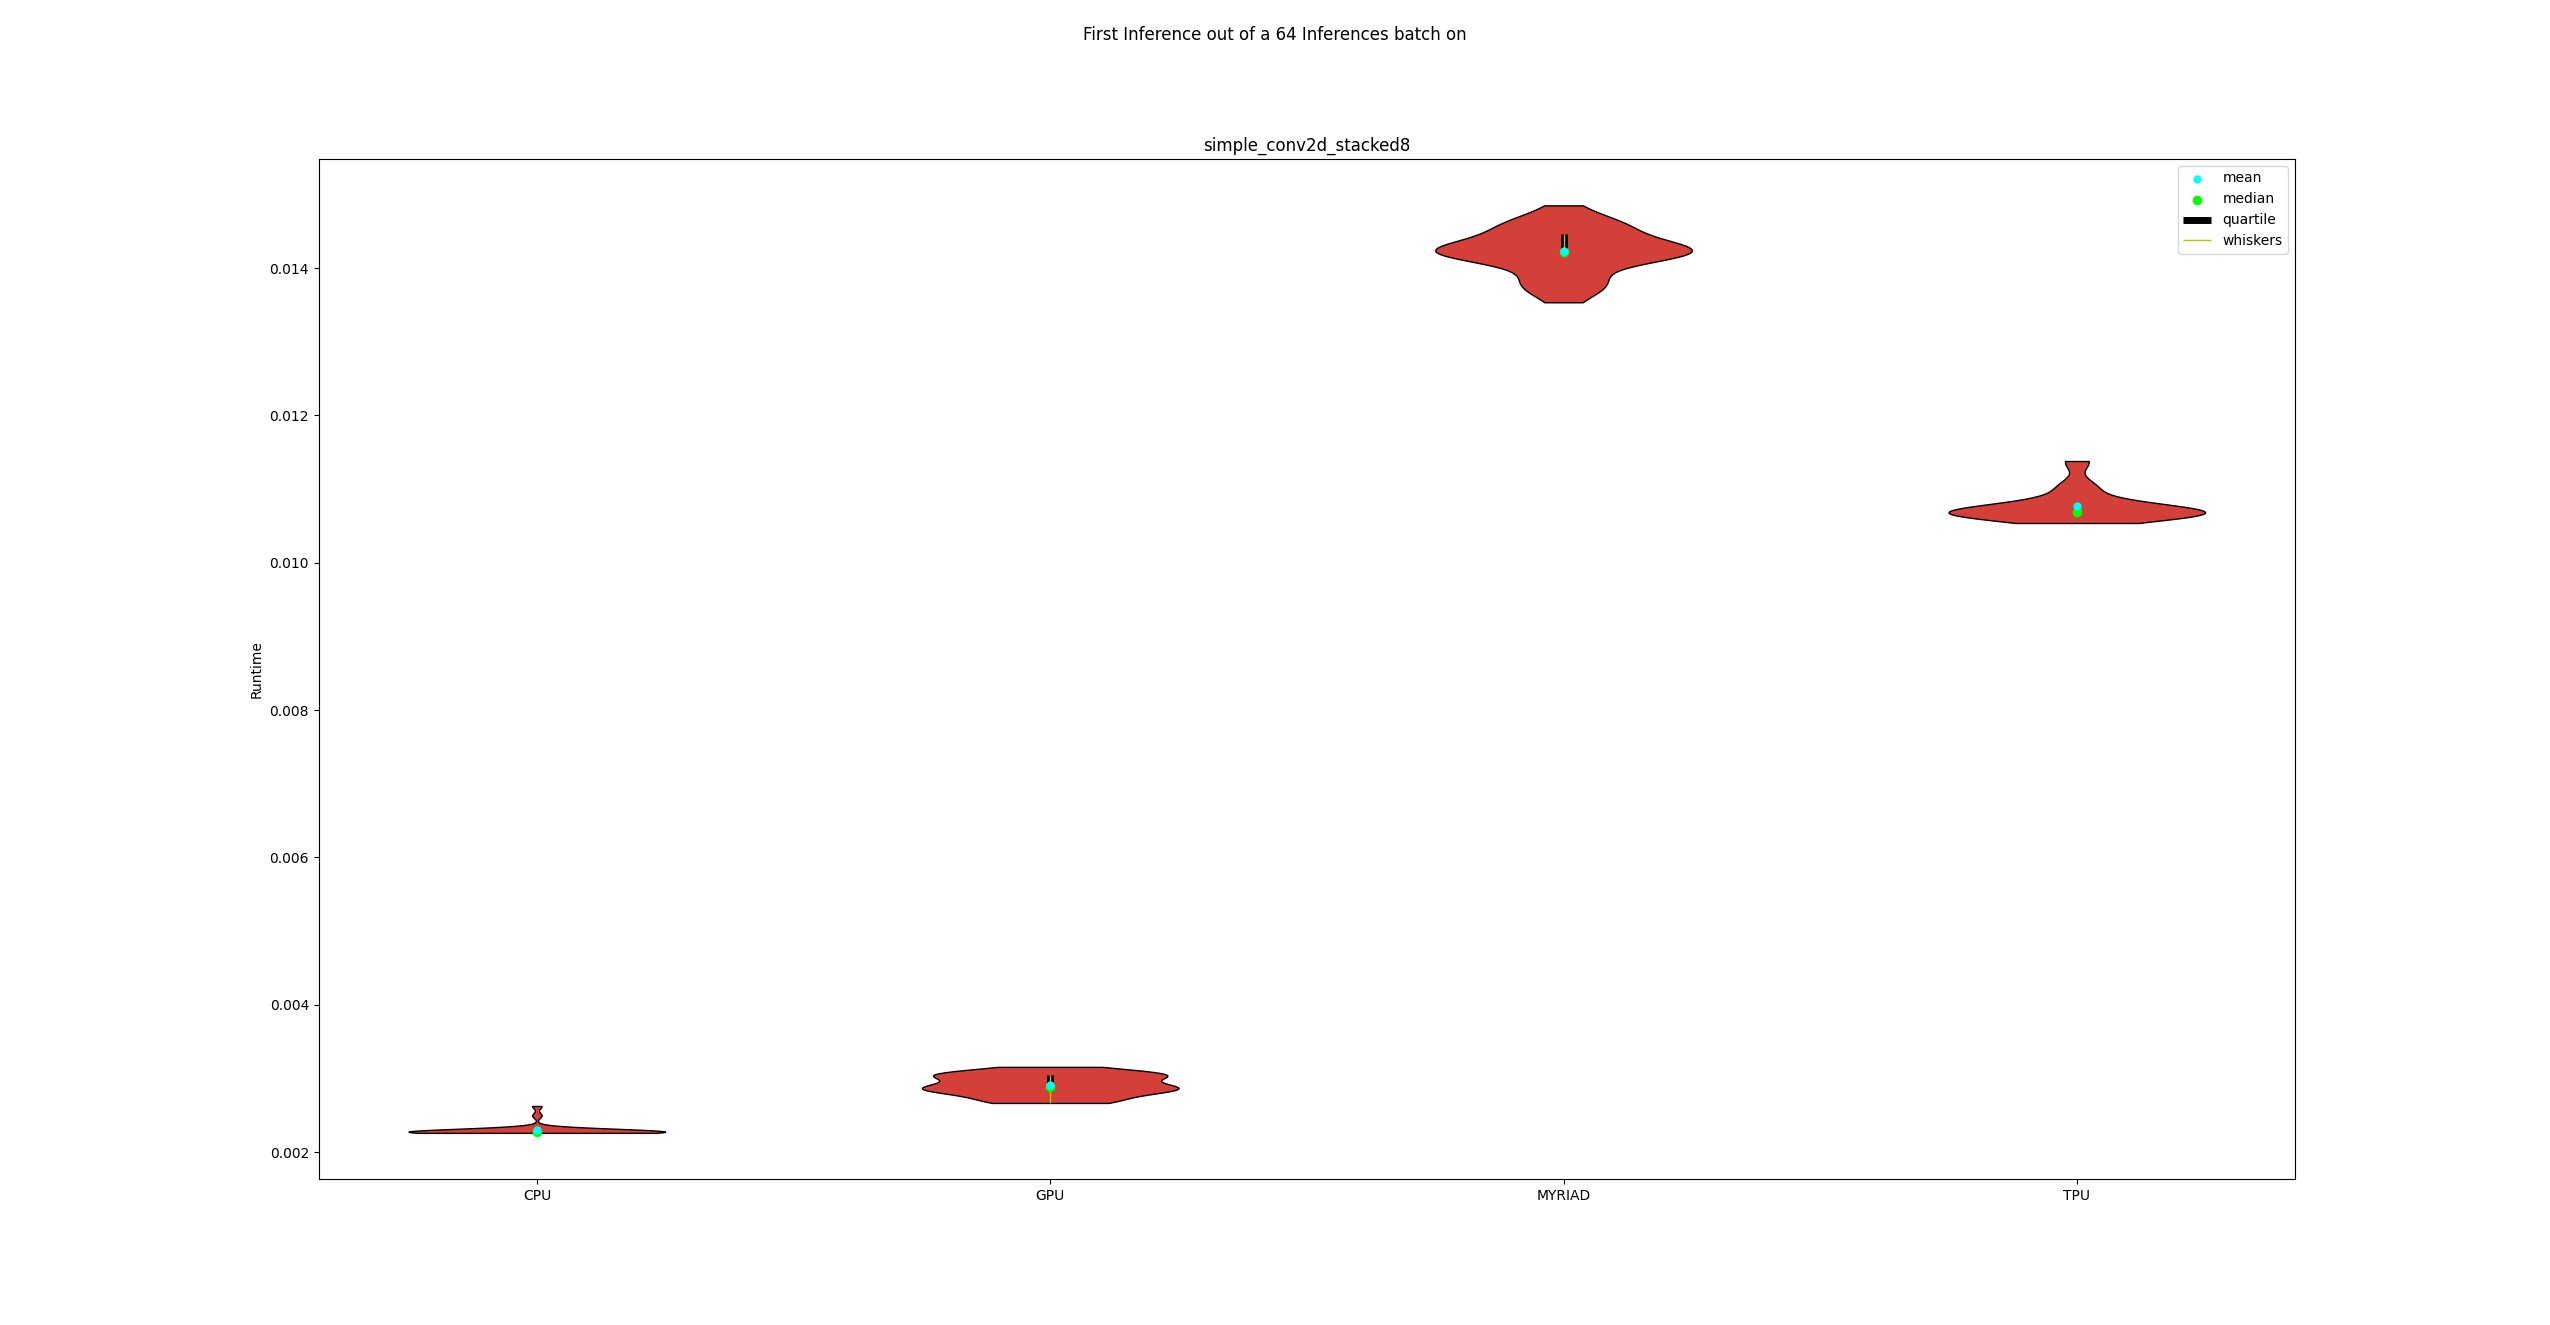 First Inference out of a 64 Inferences batch on
simple_conv2d_stacked8
mean
median
quartile
whiskers
0.014
0.012
0.010
0.008
0.006
0.004
0.002
Runtime
CPU
GPU
MYRIAD
TPU